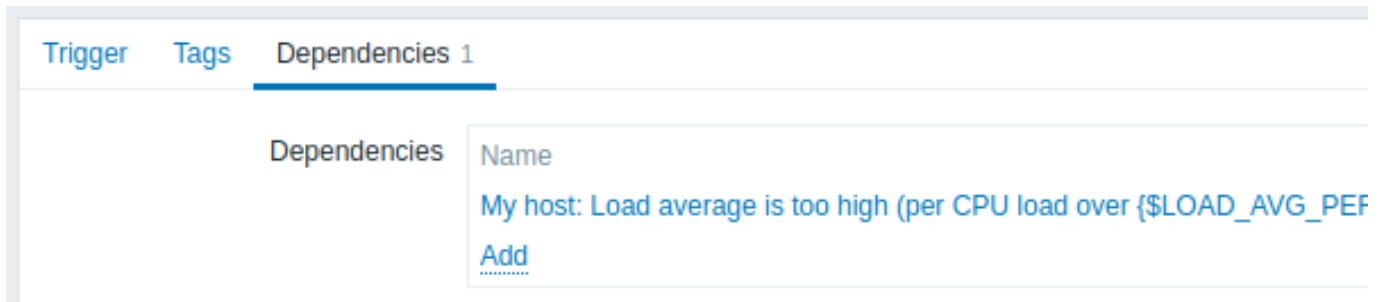 Trigger Tags Dependencies 1
Dependencies Name
My host: Load average is too high (per CPU load over {$LOAD_AVG_PER
Add